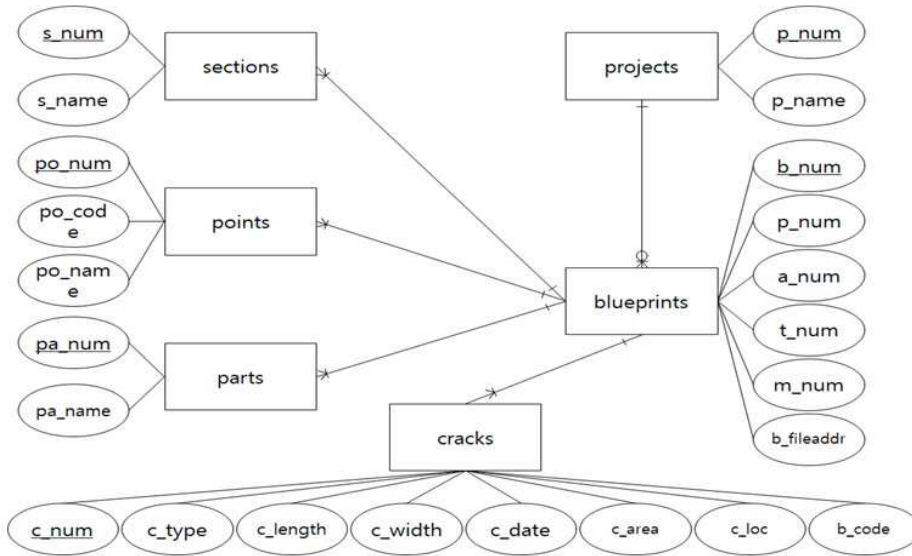 s_num
sections
s_name
projects
p_num
p_name
po_num
po_cod
e
po_nam
e
points
b_num
p_num
a_num
t_num
m_num
b_fileaddr
blueprints
pa_num
pa_name
parts
cracks
c_num
c_type
c_length
c_width
c_date
c_area
c_loc
b_code